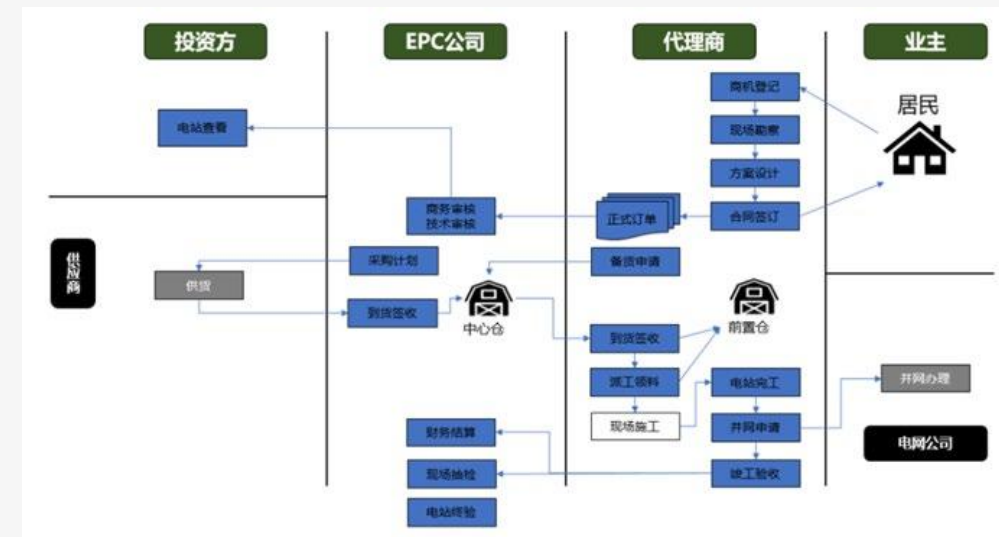 投资方
EPC公司
代理商
业主
商机登记
居民
电站查看
现场勘察
方案设计
商务审核
技术审核
正式订单
合同签订
供应商
采购计划
备货申请
供货
到货签收
中心仓
前置仓
到货签收
派工领料
电站完工
并网办理
现场施工
并网申请
财务结算
电网公司
现场抽检
竣工验收
电站终验